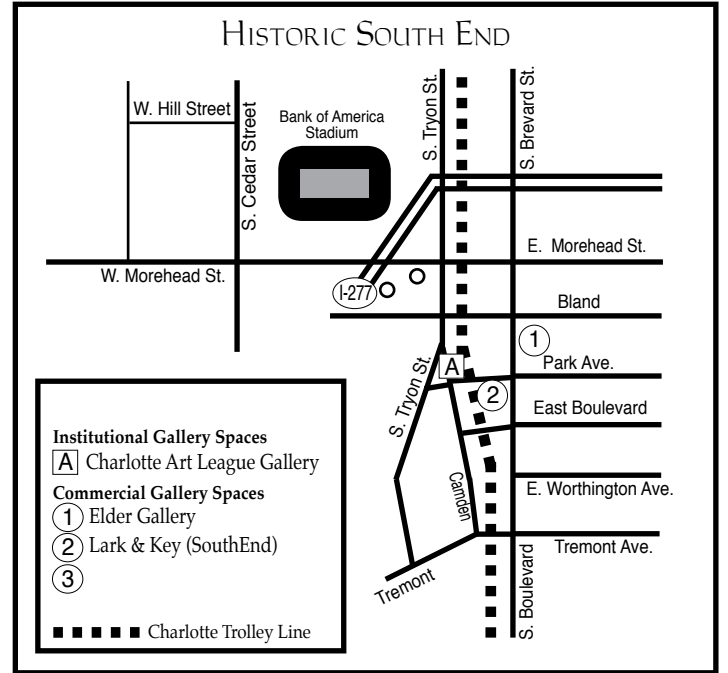 HISTORIC SOUTH END
W. Hill Street
S. Cedar Street
Bank of America
Stadium
S. Tryon St.
S. Brevard St.
E. Morehead St.
W. Morehead St.
I-277
Bland
1
A
Park Ave.
2
S. Tryon St.
East Boulevard
Camden
E. Worthington Ave.
Tremont Ave.
Tremont
S. Boulevard
Institutional Gallery Spaces
A Charlotte Art League Gallery
Commercial Gallery Spaces
1 Elder Gallery
2 Lark & Key (SouthEnd)
3
Charlotte Trolley Line